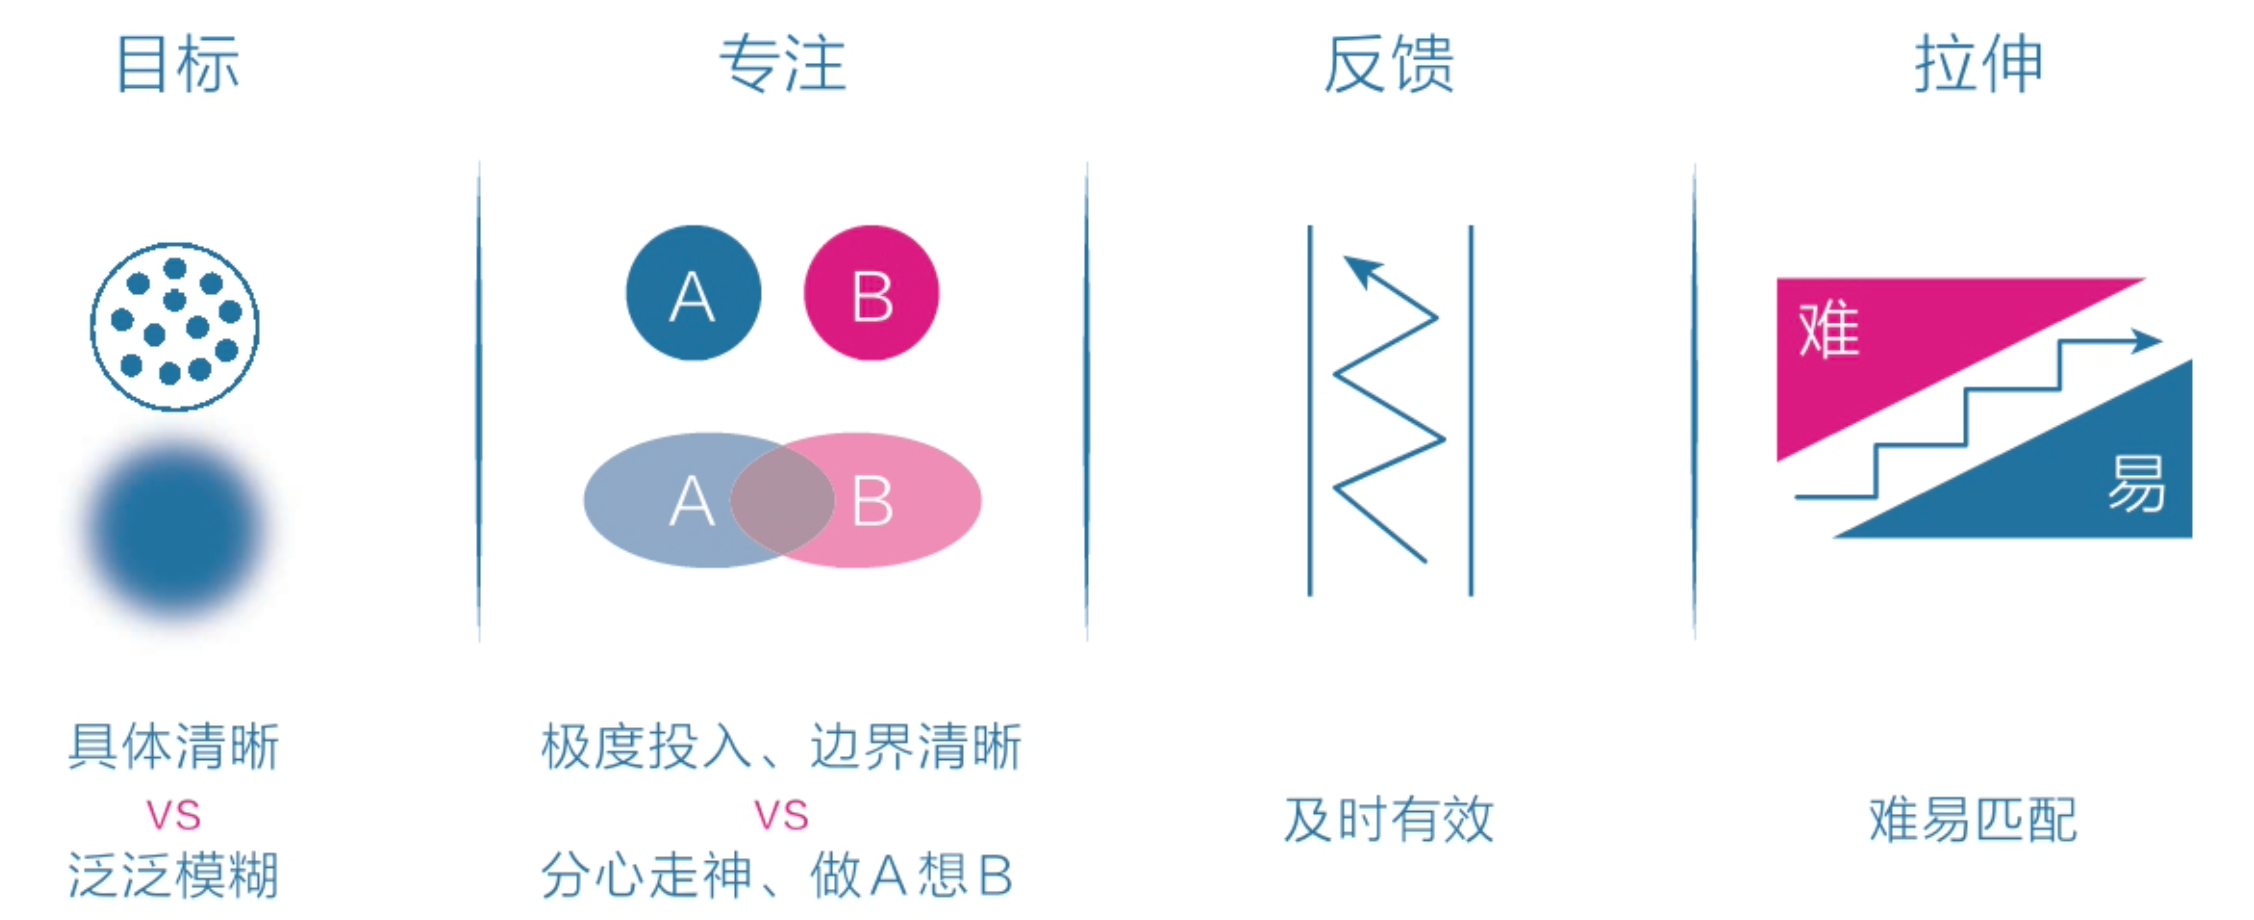 目标
专注
反馈
拉伸
A
B
A
B
难
易
具体清晰
VS
泛泛模糊
极度投入、边界清晰
VS
分心走神、做A想B
及时有效
难易匹配